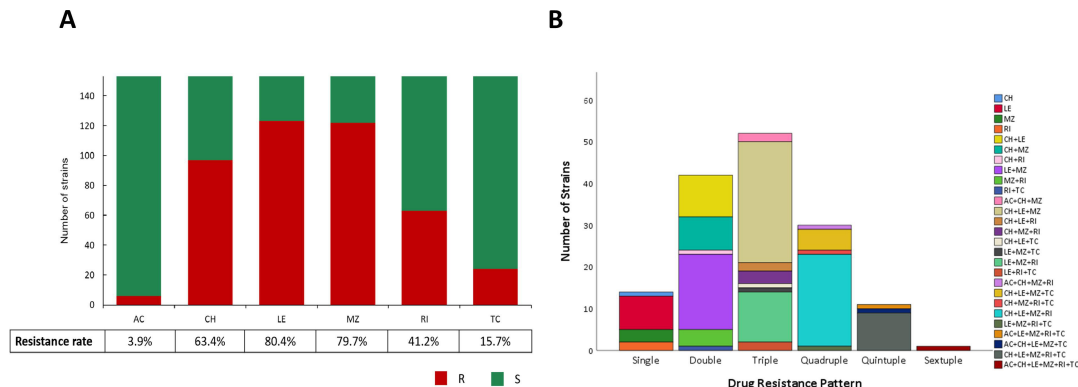 A
B
Number of strains
140
120
100
80
60
40
20
0
AC CH LE MZ RI TC
Resistance rate 3.9% 63.4% 80.4% 79.7% 41.2% 15.7%
R S
Number of Strains
60
50
40
30
20
10
0
Single Double Triple Quadruple Quintuple Sextuple
Drug Resistance Pattern
CH
LE
MZ
RI
CH+LE
CH+MZ
CH+RI
LE+MZ
MZ+RI
RI+TC
AC+CH+MZ
CH+LE+MZ
CH+LE+RI
CH+MZ+RI
CH+LE+TC
LE+MZ+TC
LE+MZ+RI
LE+RI+TC
AC+CH+MZ+RI
CH+LE+MZ+TC
CH+MZ+RI+TC
CH+LE+MZ+RI
LE+MZ+RI+TC
AC+LE+MZ+RI+TC
AC+CH+LE+MZ+TC
CH+LE+MZ+RI+TC
AC+CH+LE+MZ+RI+TC